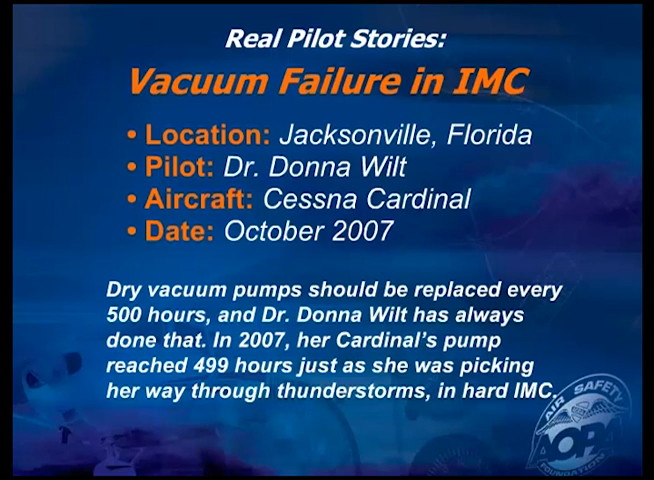 Real Pilot Stories:
Vacuum Failure in IMC
• Location: Jacksonville, Florida
• Pilot: Dr. Donna Wilt
• Aircraft: Cessna Cardinal
• Date: October 2007
Dry vacuum pumps should be replaced every
500 hours, and Dr. Donna Wilt has always
done that. In 2007, her Cardinal's pump
reached 499 hours just as she was picking
her way through thunderstorms, in hard IMC.
AIR SAFETY
AOPA
FOUNDATION